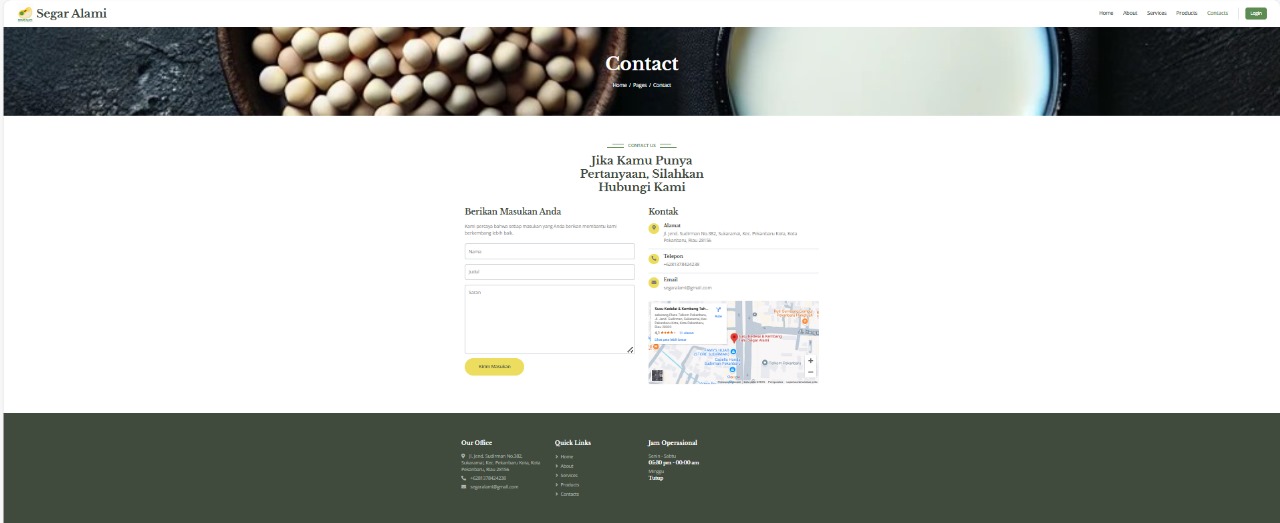 Segar Alami
Home About Services Products Contacts Login
Contact
Home / Pages / Contact
CONTACT US
Jika Kamu Punya
Pertanyaan, Silahkan
Hubungi Kami
Berikan Masukan Anda
Kami percaya bahwa setiap masukan yang Anda berikan membantu kami
berkembang lebih baik.
Nama
Judul
Saran
Kirim Masukan
Kontak
Alamat
Jl. Jend. Sudirman No.382, Sukaramai, Kec. Pekanbaru Kota, Kota
Pekanbaru, Riau 28156
Telepon
Email
segaralami@gmail.com
Our Office
Jl. Jend. Sudirman No.382,
Sukaramai, Kec. Pekanbaru Kota, Kota
Pekanbaru, Riau 28156
segaralami@gmail.com
Quick Links
Home
About
Services
Products
Contacts
Jam Operasional
Senin - Sabtu
05:30 pm - 00:00 am
Minggu
Tutup